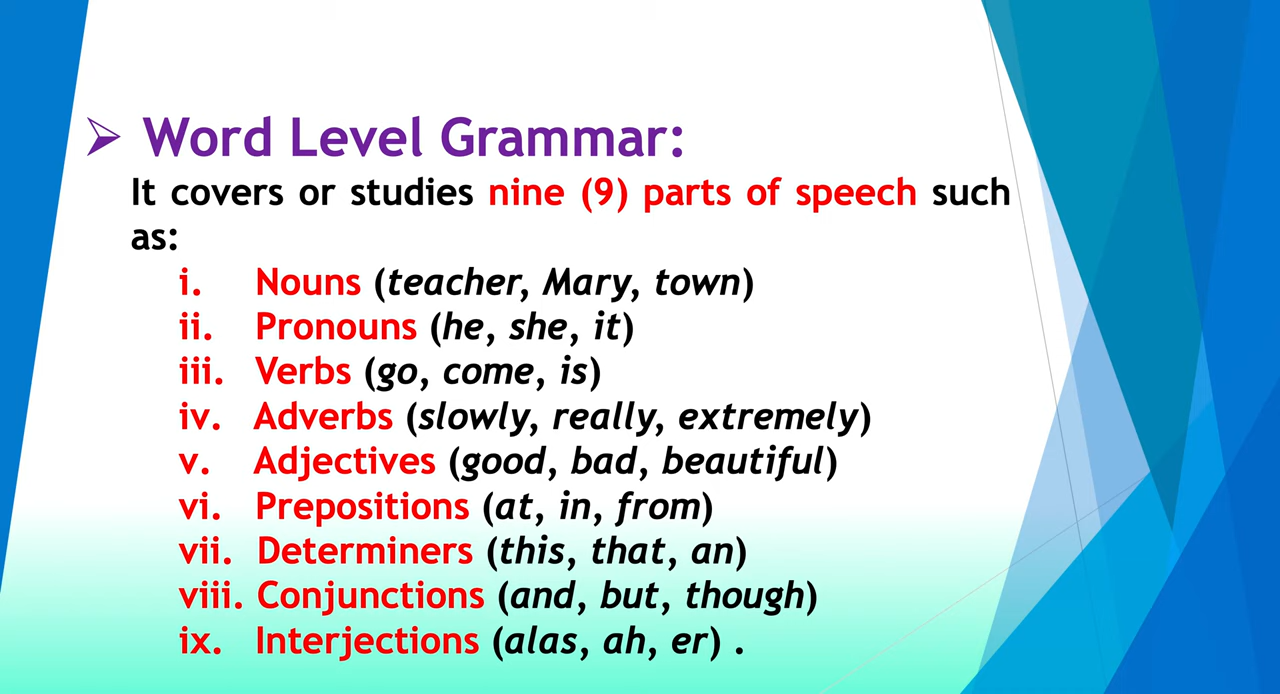 ➢ Word Level Grammar:
It covers or studies nine (9) parts of speech such
as:
i. Nouns (teacher, Mary, town)
ii. Pronouns (he, she, it)
iii. Verbs (go, come, is)
iv. Adverbs (slowly, really, extremely)
v. Adjectives (good, bad, beautiful)
vi. Prepositions (at, in, from)
vii. Determiners (this, that, an)
viii. Conjunctions (and, but, though)
ix. Interjections (alas, ah, er) .